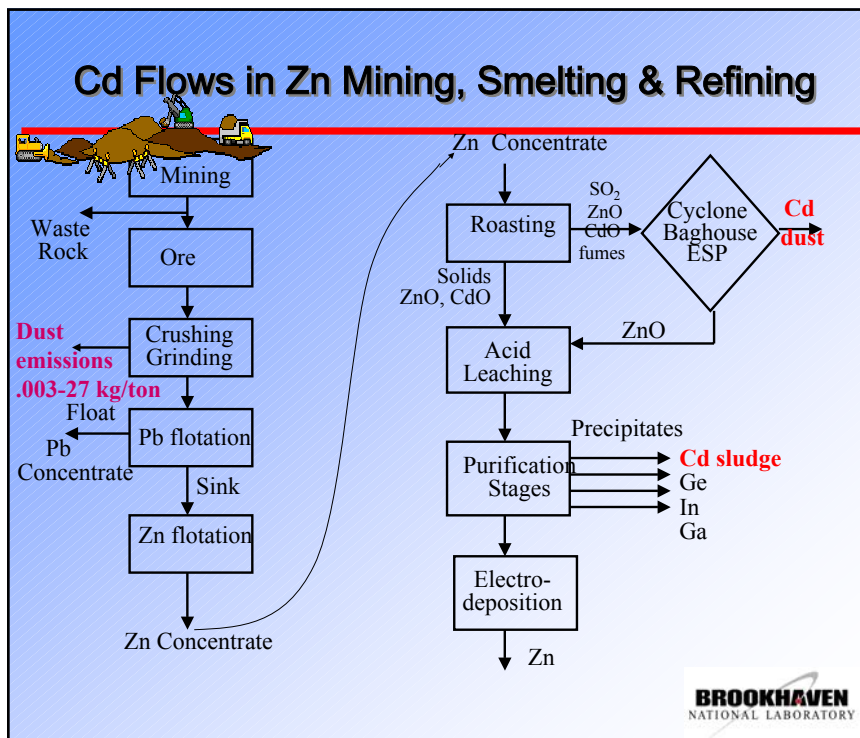 Cd Flows in Zn Mining, Smelting & Refining
Mining
Waste
Rock
Ore
Dust
emissions
.003-27 kg/ton
Crushing
Grinding
Float
Pb
Concentrate
Pb flotation
Sink
Zn flotation
Zn Concentrate
Zn Concentrate
Roasting
SO2
ZnO
CdO
fumes
Cyclone
Baghouse
ESP
Cd
dust
Solids
ZnO, CdO
ZnO
Acid
Leaching
Precipitates
Purification
Stages
Cd sludge
Ge
In
Ga
Electro-
deposition
Zn
BROOKHAVEN
NATIONAL LABORATORY